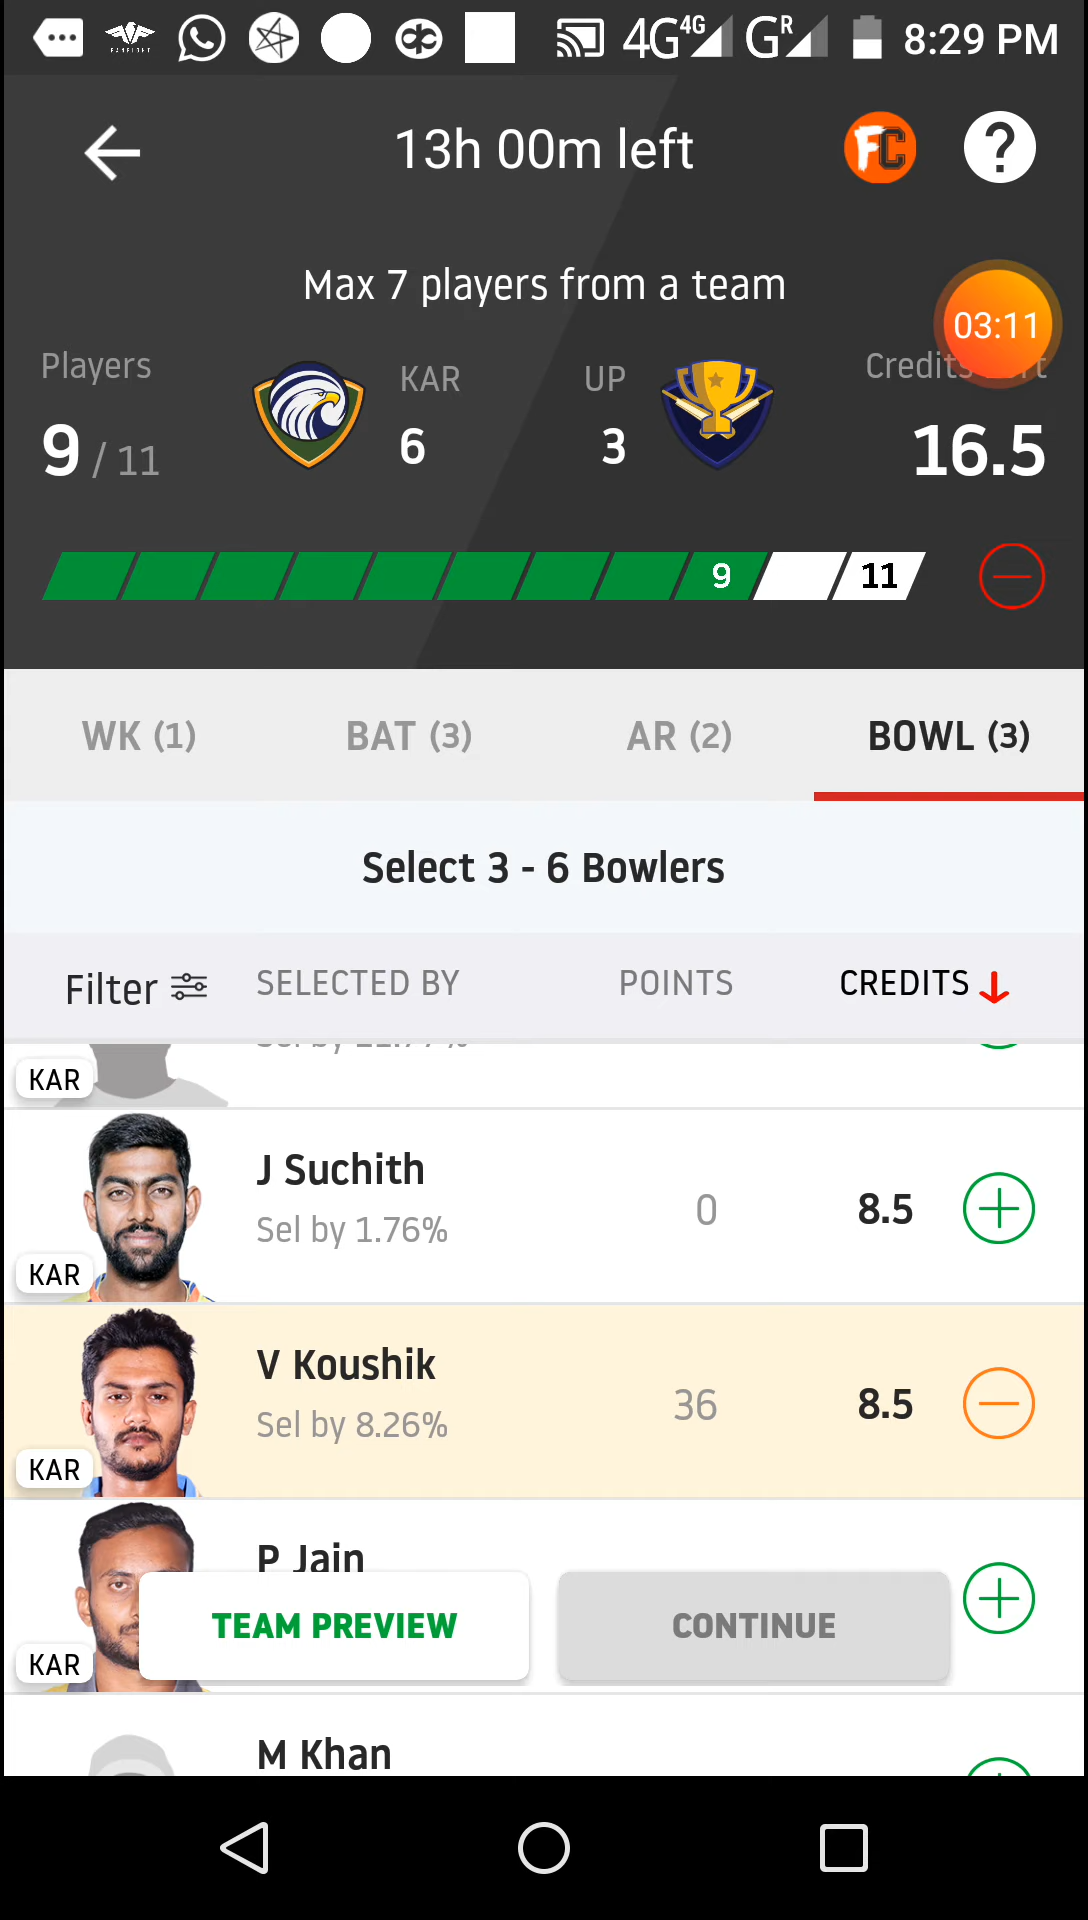 4G 4G G R 8:29 PM
13h 00m left
FC ?
Max 7 players from a team
03:11
Players KAR UP Credits
9 / 11 6 3 16.5
9 11
WK (1) BAT (3) AR (2) BOWL (3)
Select 3 - 6 Bowlers
Filter SELECTED BY POINTS CREDITS
KAR
J Suchith
Sel by 1.76% 0 8.5
KAR
V Koushik
Sel by 8.26% 36 8.5
KAR
P Jain
TEAM PREVIEW CONTINUE
KAR
M Khan